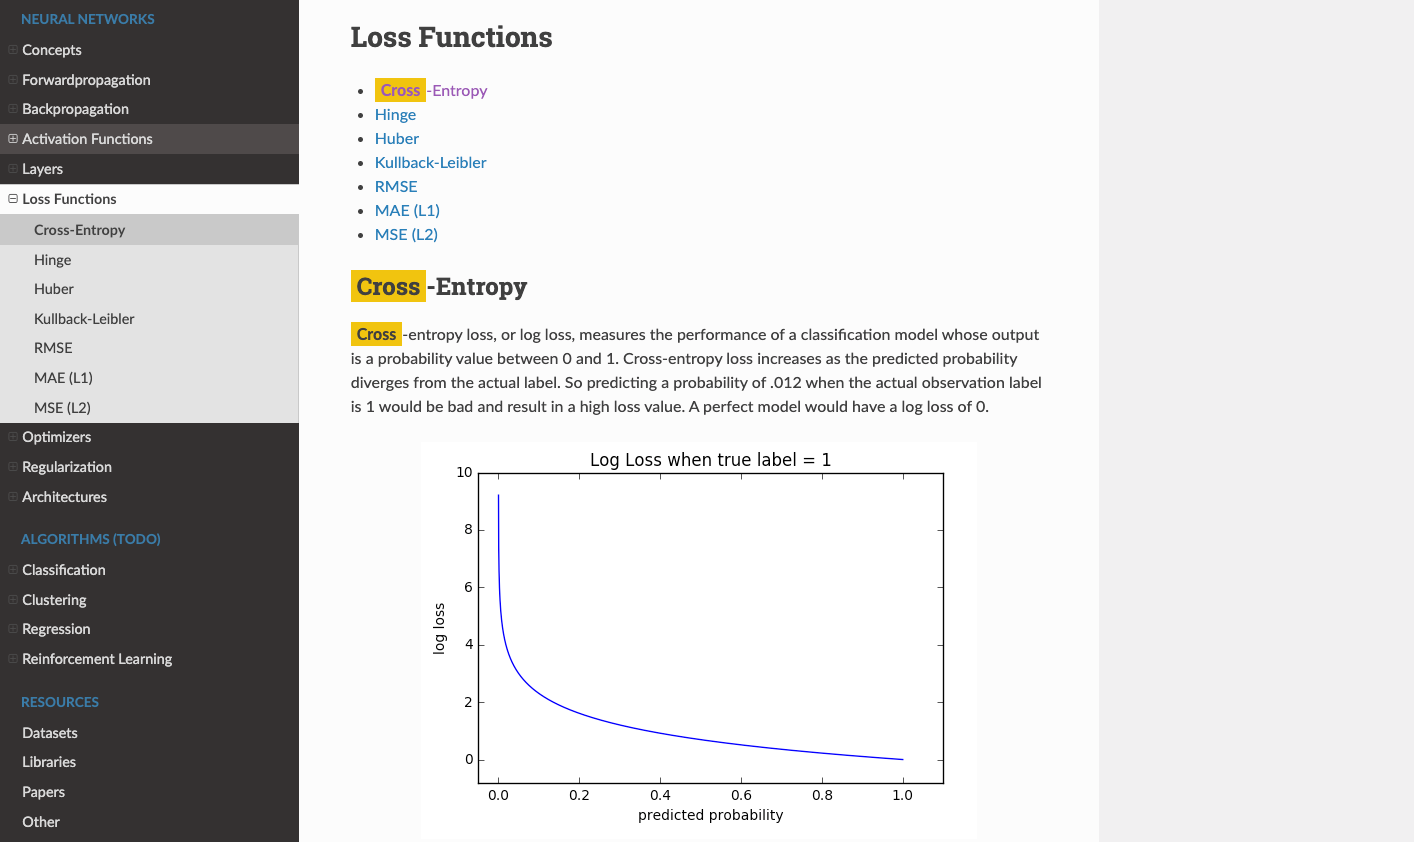 NEURAL NETWORKS
Concepts
Forwardpropagation
Backpropagation
Activation Functions
Layers
Loss Functions
Cross-Entropy
Hinge
Huber
Kullback-Leibler
RMSE
MAE (L1)
MSE (L2)
Optimizers
Regularization
Architectures
ALGORITHMS (TODO)
Classification
Clustering
Regression
Reinforcement Learning
RESOURCES
Datasets
Libraries
Papers
Other
Loss Functions
Cross-Entropy
Hinge
Huber
Kullback-Leibler
RMSE
MAE (L1)
MSE (L2)
Cross-Entropy
Cross-entropy loss, or log loss, measures the performance of a classification model whose output
is a probability value between 0 and 1. Cross-entropy loss increases as the predicted probability
diverges from the actual label. So predicting a probability of .012 when the actual observation label
is 1 would be bad and result in a high loss value. A perfect model would have a log loss of 0.
Log Loss when true label = 1
10
8
6
4
2
0
log loss
0.0 0.2 0.4 0.6 0.8 1.0
predicted probability